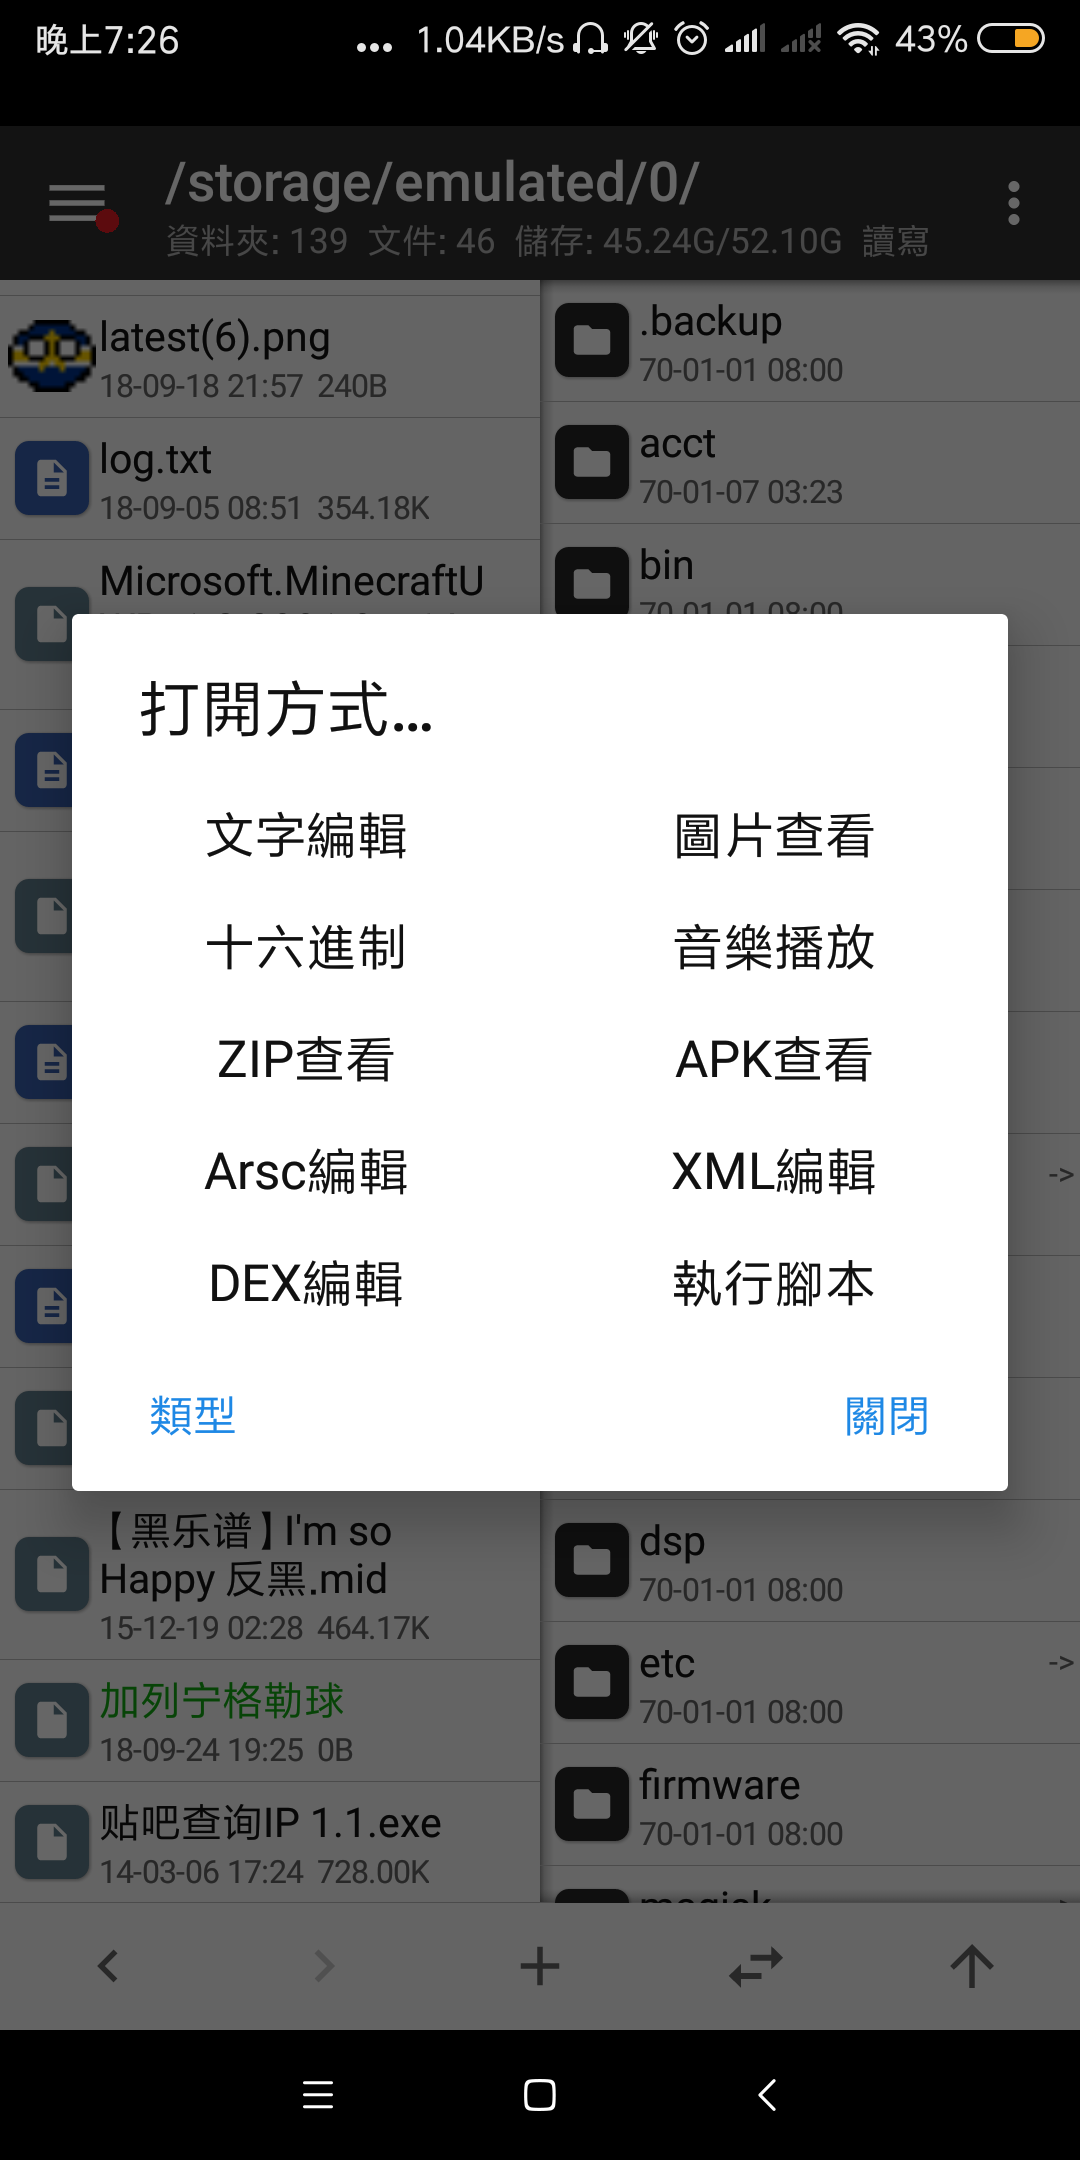 晚上7:26 ... 1.04KB/s 43%
/storage/emulated/0/
資料夾: 139 文件: 46 儲存: 45.24G/52.10G 讀寫
latest(6).png
18-09-18 21:57 240B
log.txt
18-09-05 08:51 354.18K
Microsoft.MinecraftU
.backup
70-01-01 08:00
acct
70-01-07 03:23
bin
70-01-01 08:00
打開方式...
文字編輯 圖片查看
十六進制 音樂播放
ZIP查看 APK查看
Arsc編輯 XML編輯
DEX編輯 執行腳本
類型 關閉
->
【黑乐谱】I'm so
Happy 反黑.mid
15-12-19 02:28 464.17K
加列宁格勒球
18-09-24 19:25 0B
贴吧查询IP 1.1.exe
14-03-06 17:24 728.00K
dsp
70-01-01 08:00
etc
->
70-01-01 08:00
firmware
70-01-01 08:00